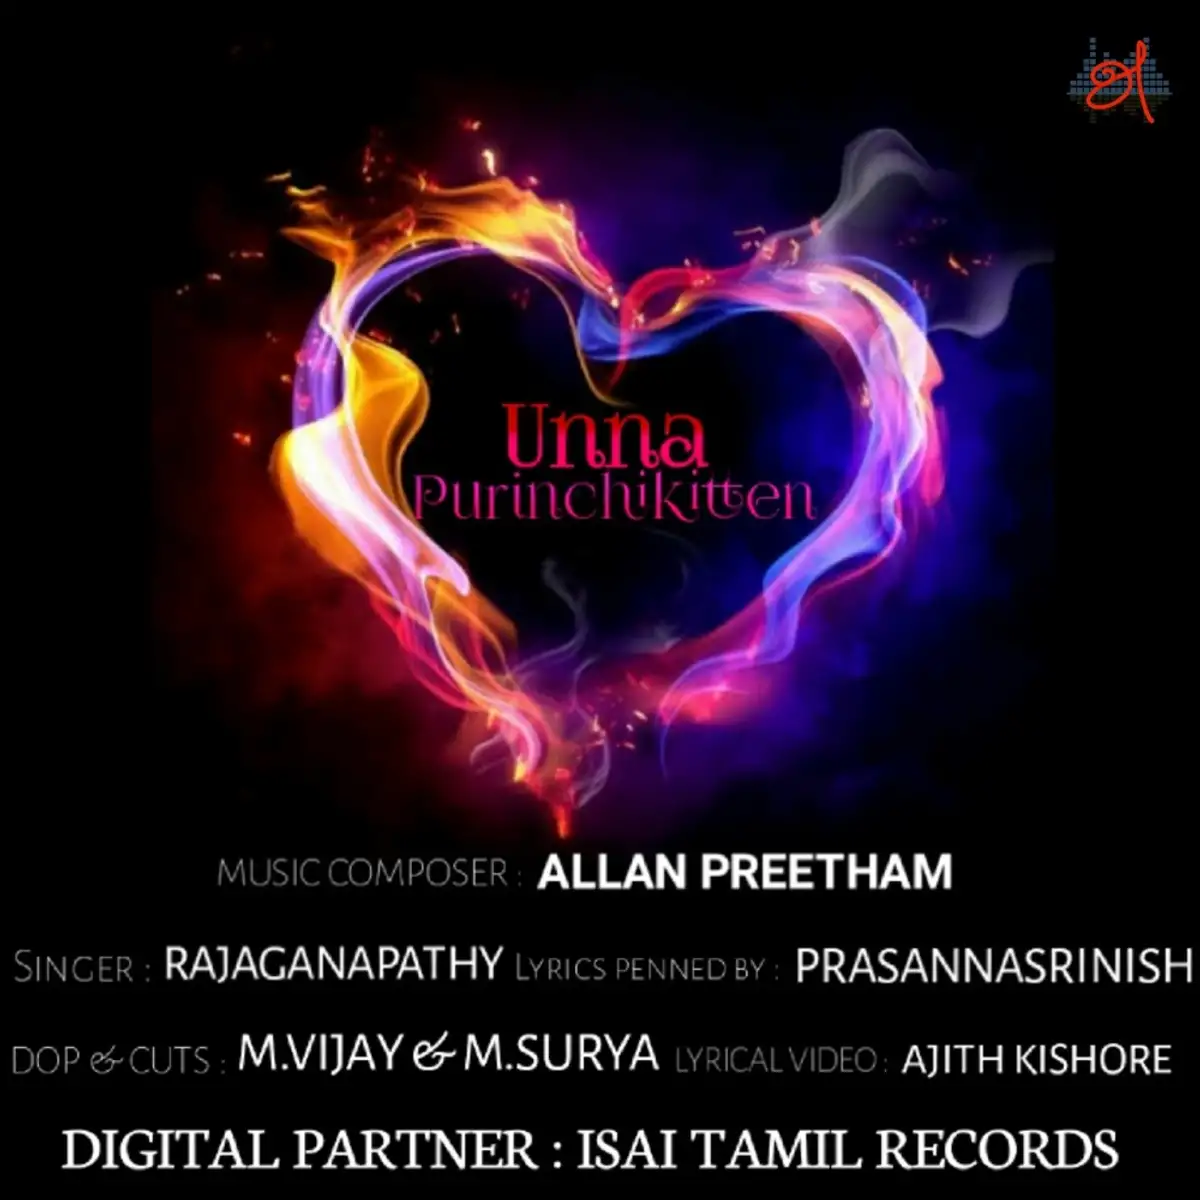 Unna
Purinchikitten
MUSIC COMPOSER : ALLAN PREETHAM
SINGER : RAJAGANAPATHY LYRICS PENNED BY : PRASANNASRINISH
DOP & CUTS : M.VIJAY & M.SURYA LYRICAL VIDEO : AJITH KISHORE
DIGITAL PARTNER : ISAI TAMIL RECORDS